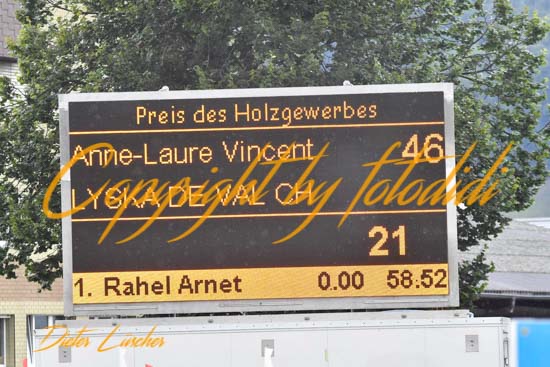 Preis des Holzgewerbes
Anne-Laure Vincent 46
LYSKA DE VAL CH
Copyright by fotodidi
21
1. Rahel Arnet 0.00 58.52
Dieter Lüscher